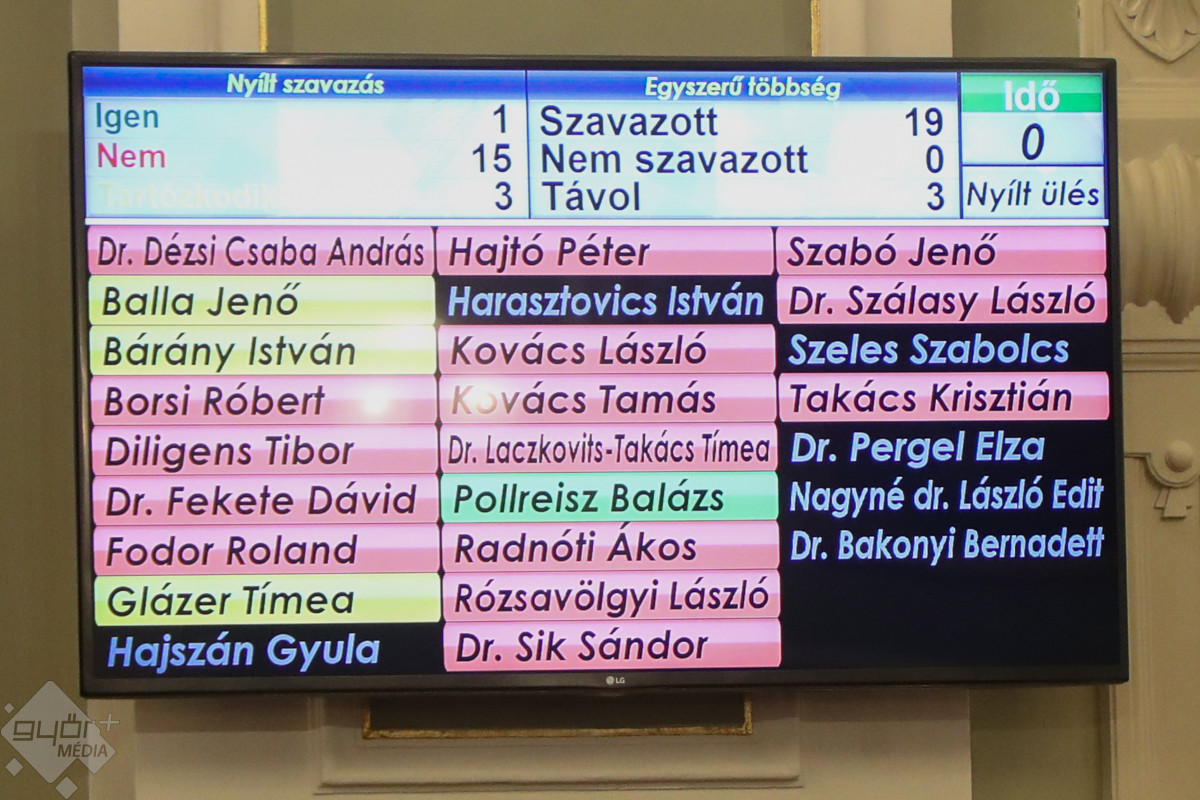 Nyílt szavazás
Igen 1
Nem 15
Tartózkodik 3
Egyszerű többség
Szavazott 19
Nem szavazott 0
Távol 3
Idő
0
Nyílt ülés
Dr. Dézsi Csaba András
Balla Jenő
Bárány István
Borsi Róbert
Diligens Tibor
Dr. Fekete Dávid
Fodor Roland
Glázer Tímea
Hajszán Gyula
Hajtó Péter
Harasztovics István
Kovács László
Kovács Tamás
Dr. Laczkovits-Takács Tímea
Pollreisz Balázs
Radnóti Ákos
Rózsavölgyi László
Dr. Sik Sándor
Szabó Jenő
Dr. Szálasy László
Szeles Szabolcs
Takács Krisztián
Dr. Pergel Elza
Nagyné dr. László Edit
Dr. Bakonyi Bernadett
LG
győr+
MÉDIA